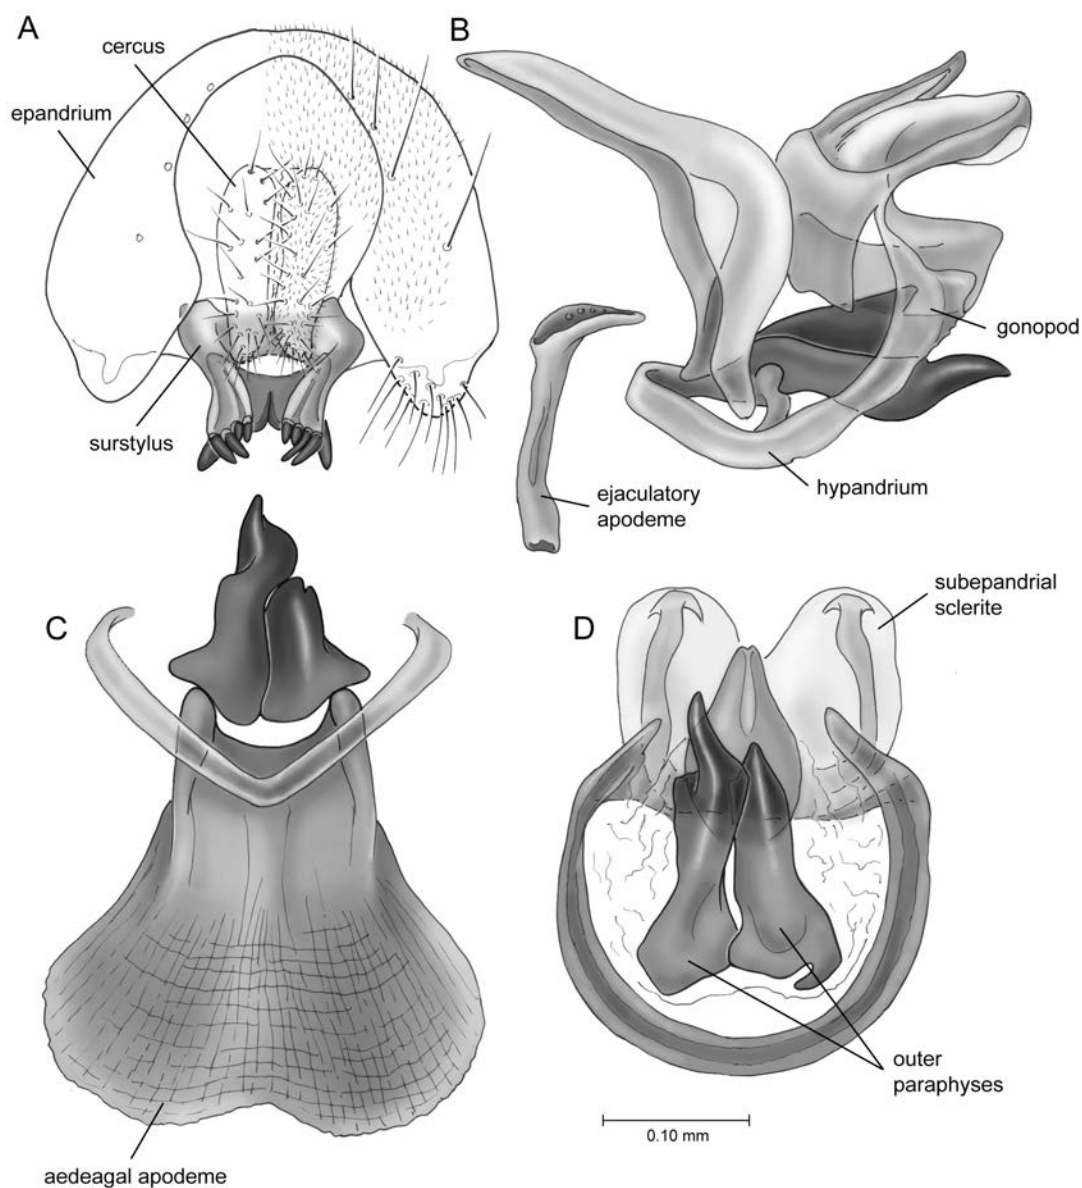 A
cercus
epandrium
surstylus
B
gonopod
hypandrium
ejaculatory
apodeme
C
aedeagal apodeme
D
subepandrial
sclerite
outer
paraphyses
0.10 mm